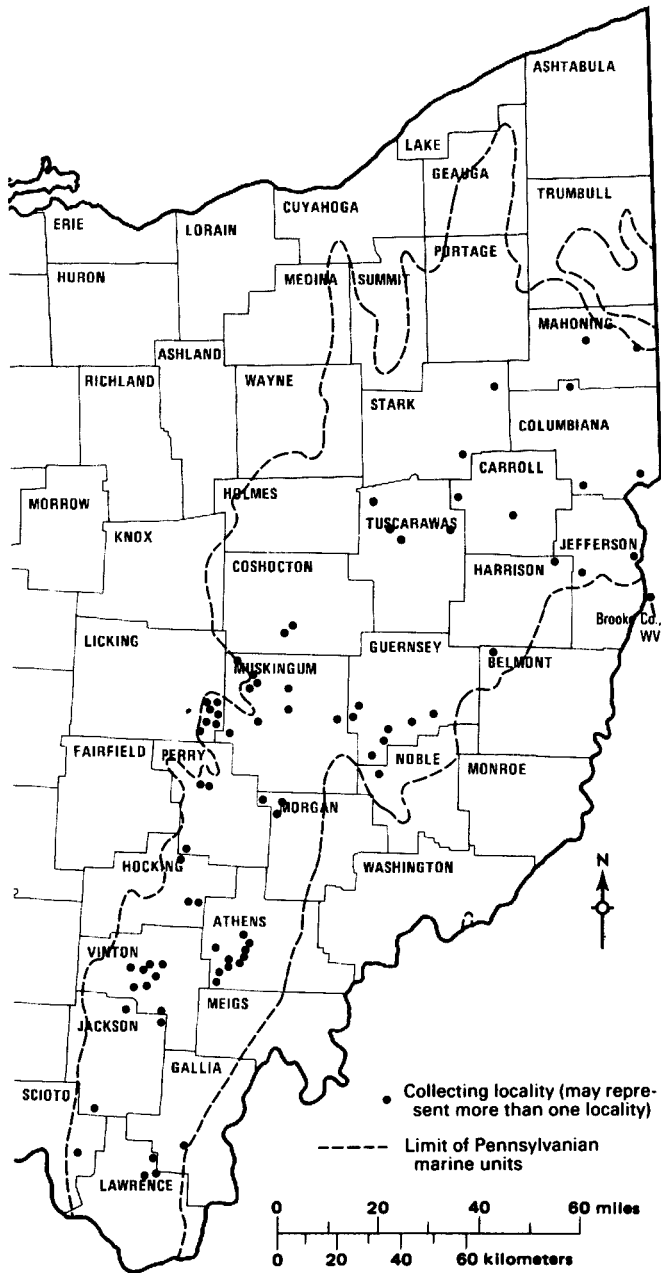 ASHTABULA
LAKE
GEAUGA
CUYAHOGA
TRUMBULL
ERIE
LORAIN
PORTAGE
HURON
MEDINA
SUMMIT
MAHONING
ASHLAND
RICHLAND
WAYNE
STARK
COLUMBIANA
CARROLL
HOLMES
MORROW
TUSCARAWAS
KNOX
JEFFERSON
COSHOCTON
HARRISON
Brooke Co.,
WV
LICKING
GUERNSEY
BELMONT
MUSKINGUM
FAIRFIELD
PERRY
NOBLE
MONROE
MORGAN
WASHINGTON
HOCKING
N
ATHENS
VINTON
MEIGS
JACKSON
GALLIA
SCIOTO
Collecting locality (may repre-
sent more than one locality)
Limit of Pennsylvanian
marine units
LAWRENCE
0 20 40 60 miles
0 20 40 60 kilometers